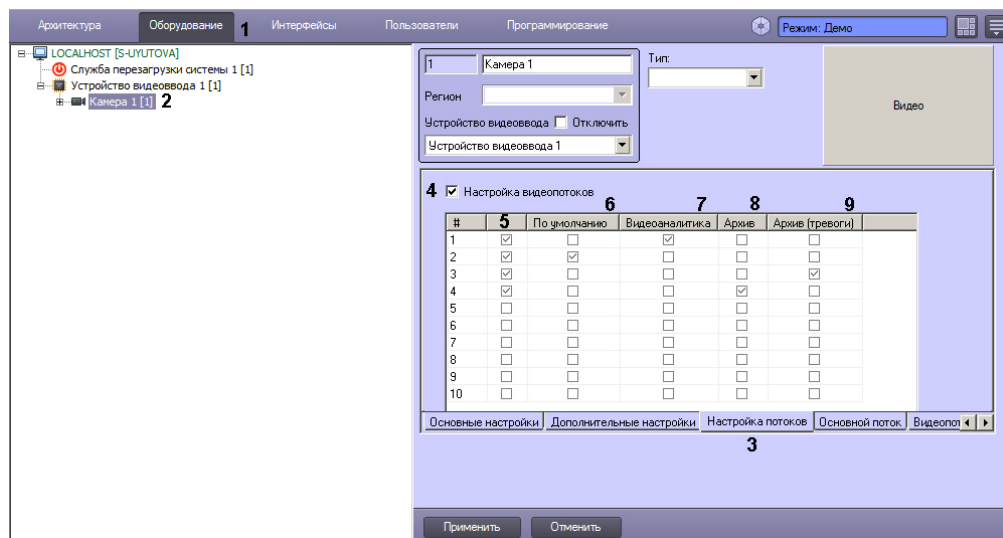 Архитектура Оборудование 1 Интерфейсы Пользователи Программирование Режим: Демо
LOCALHOST [S-UYUTOVA]
Служба перезагрузки системы 1 [1]
Устройство видеоввода 1 [1]
Камера 1 [1] 2
1 Камера 1
Тип:
Регион
Видео
Устройство видеоввода Отключить
Устройство видеоввода 1
4 Настройка видеопотоков
6 7 8 9
# 5 По умолчанию Видеоаналитика Архив Архив (тревоги)
1
2
3
4
5
6
7
8
9
10
Основные настройки Дополнительные настройки Настройка потоков Основной поток Видеопот
3
Применить Отменить